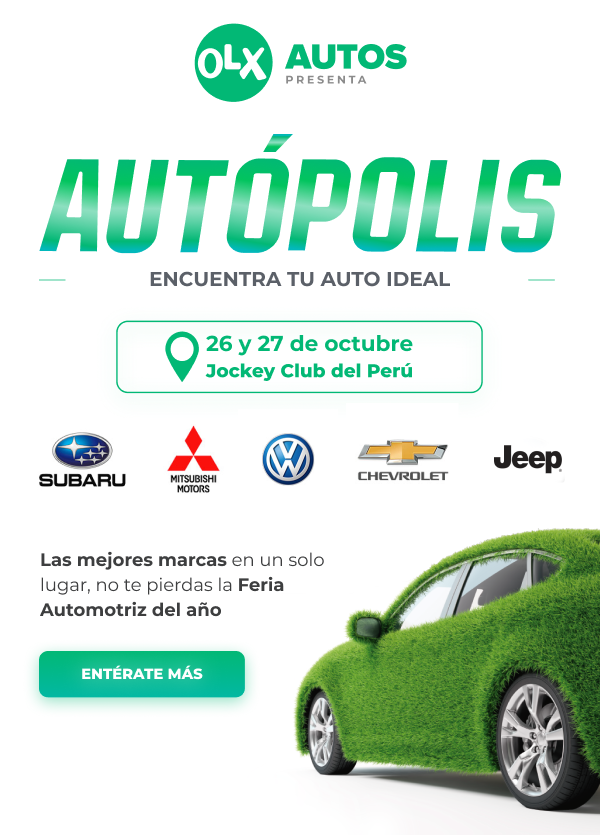 OLX AUTOS
PRESENTA
AUTÓPOLIS
ENCUENTRA TU AUTO IDEAL
26 y 27 de octubre
Jockey Club del Perú
SUBARU
MITSUBISHI
MOTORS
CHEVROLET
Jeep
Las mejores marcas en un solo
lugar, no te pierdas la Feria
Automotriz del año
ENTÉRATE MÁS